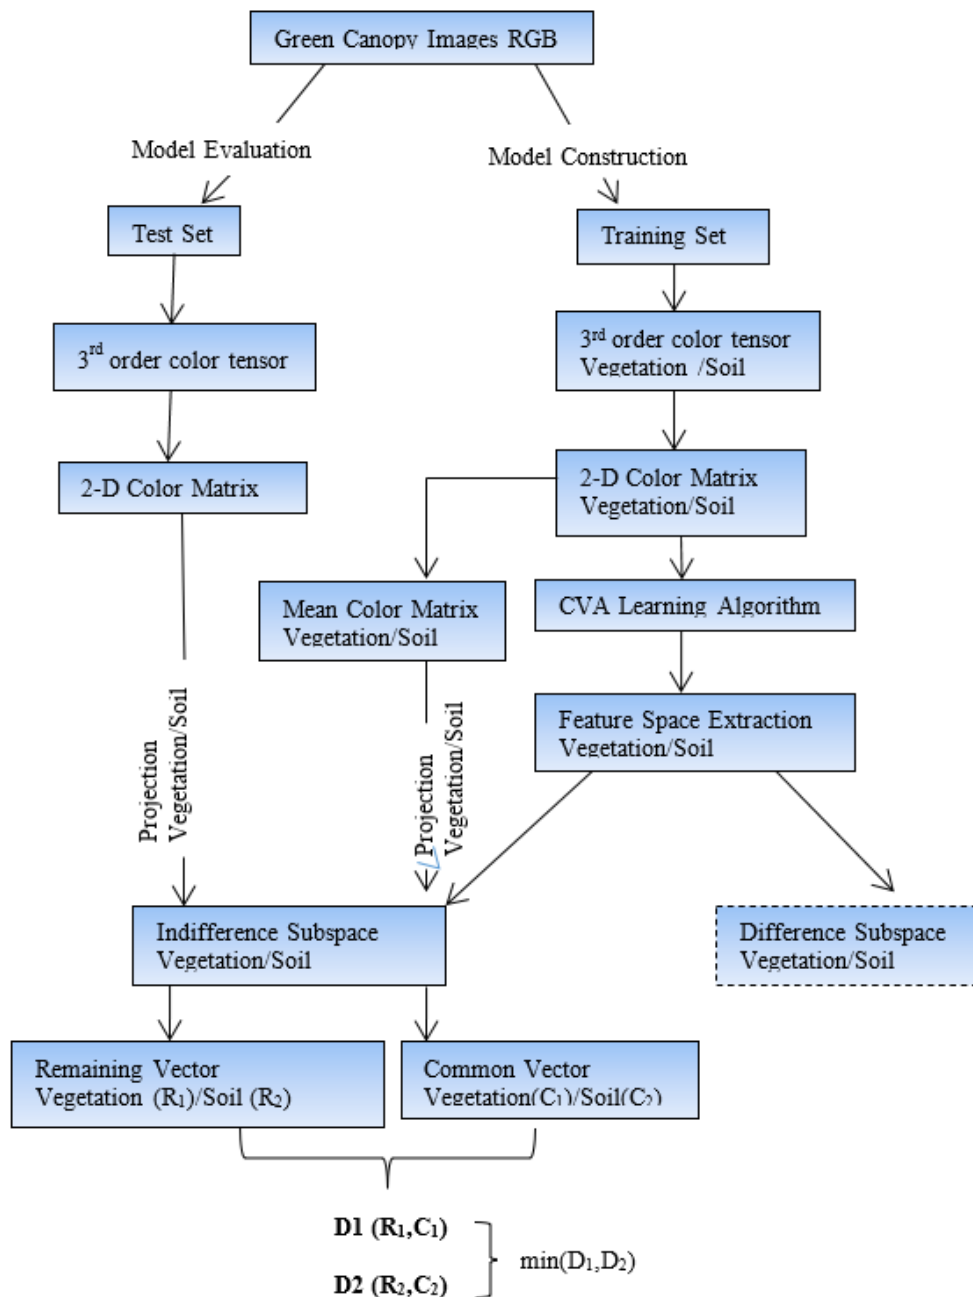 Green Canopy Images RGB
Model Evaluation
Model Construction
Test Set
Training Set
3rd order color tensor
3rd order color tensor
Vegetation /Soil
2-D Color Matrix
2-D Color Matrix
Vegetation/Soil
Mean Color Matrix
Vegetation/Soil
CVA Learning Algorithm
Feature Space Extraction
Vegetation/Soil
Projection
Vegetation/Soil
Projection
Vegetation/Soil
Indifference Subspace
Vegetation/Soil
Difference Subspace
Vegetation/Soil
Remaining Vector
Vegetation (R1)/Soil (R2)
Common Vector
Vegetation(C1)/Soil(C2)
D1 (R1,C1)
D2 (R2,C2)
min(D1,D2)